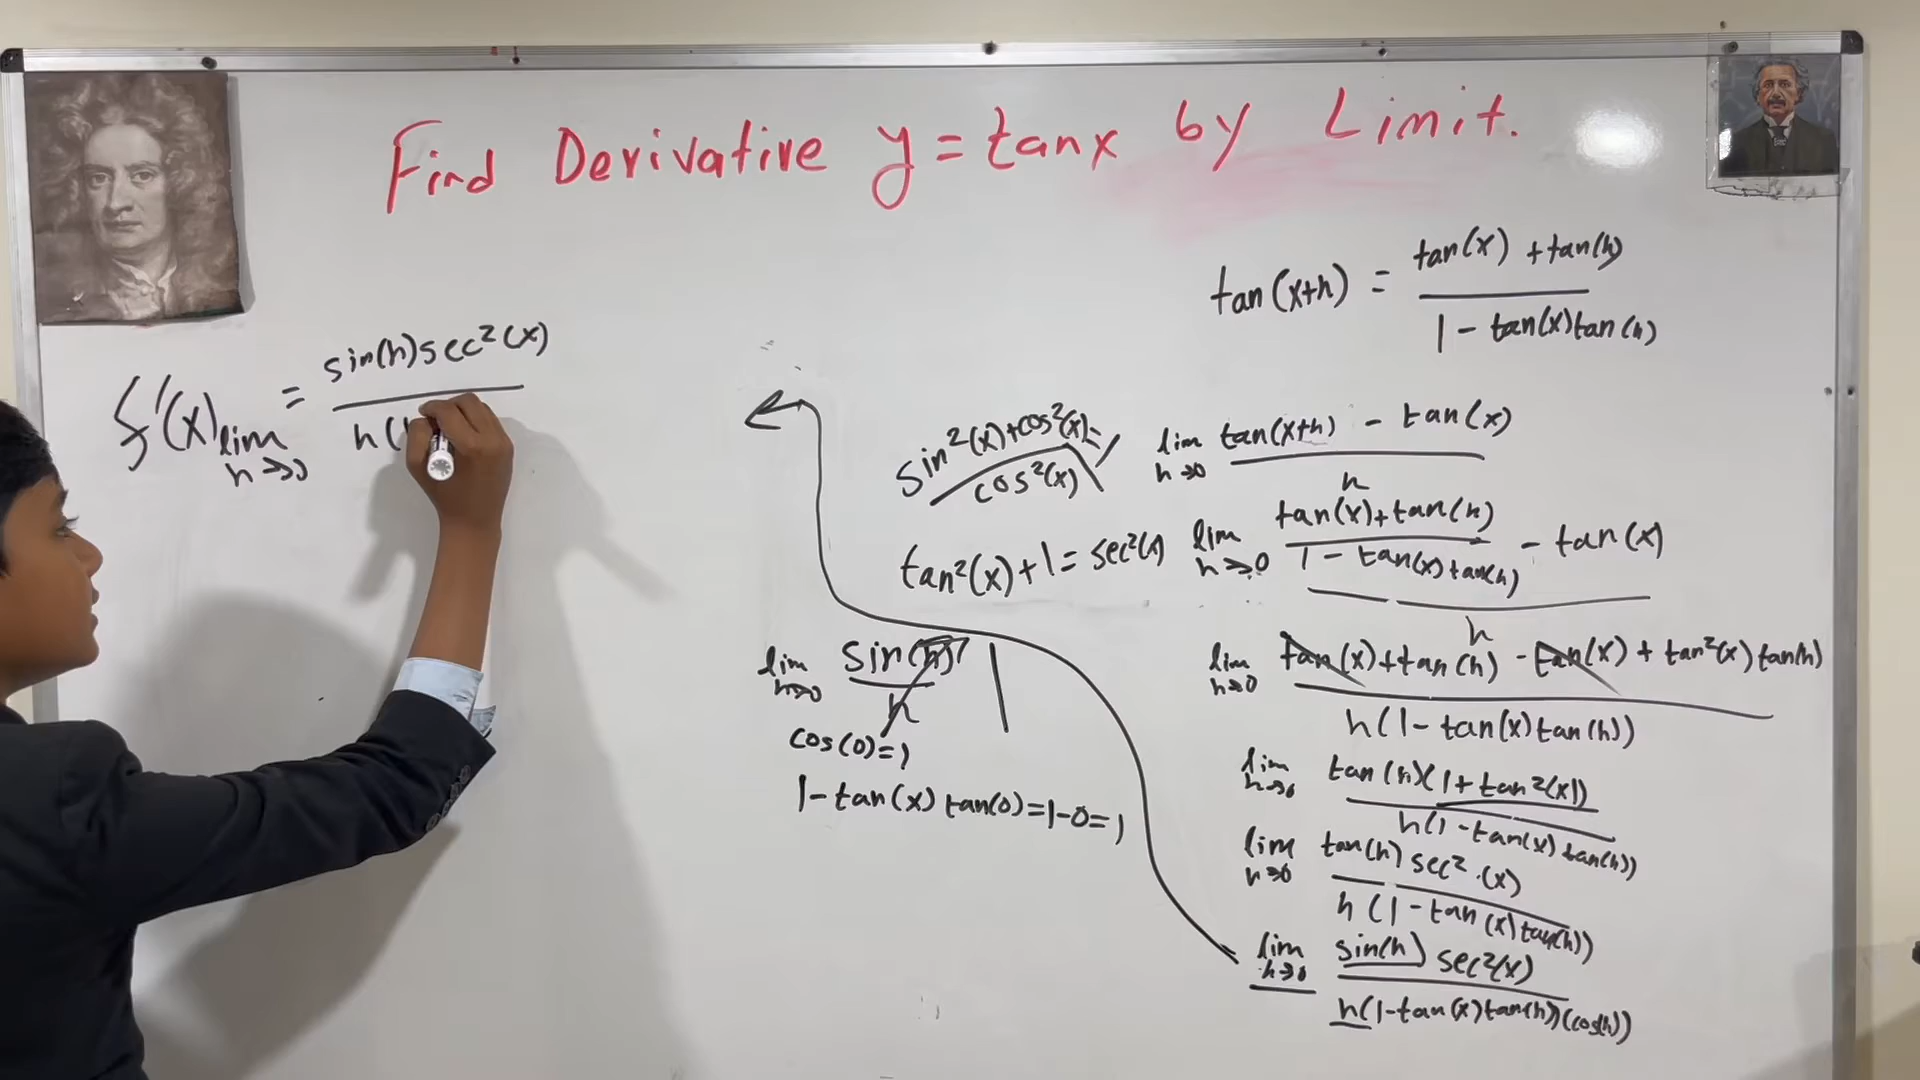 Find Derivative y = tanx by Limit.
tan(x+h) = tan(x) + tan(h)
1 - tan(x)tan(h)
f'(x) lim h→0 = sin(h)sec²(x)
h(1
sin²(x)+cos²(x)=1
cos²(x)
tan²(x)+1 = sec²(x)
lim h→0 sin(h)
h
1
cos(0)=1
1-tan(x)tan(0)=1-0=1
lim h→0 tan(x+h) - tan(x)
h
lim h→0 tan(x)+tan(h)
1 - tan(x)tan(h)
- tan(x)
h
lim h→0 tan(x)+tan(h) - tan(x) + tan²(x)tan(h)
h(1-tan(x)tan(h))
lim h→0 tan(h)(1+tan²(x))
h(1-tan(x)tan(h))
lim h→0 tan(h)sec²(x)
h(1-tan(x)tan(h))
lim h→0 sin(h) sec²(x)
h(1-tan(x)tan(h))(cos(h))